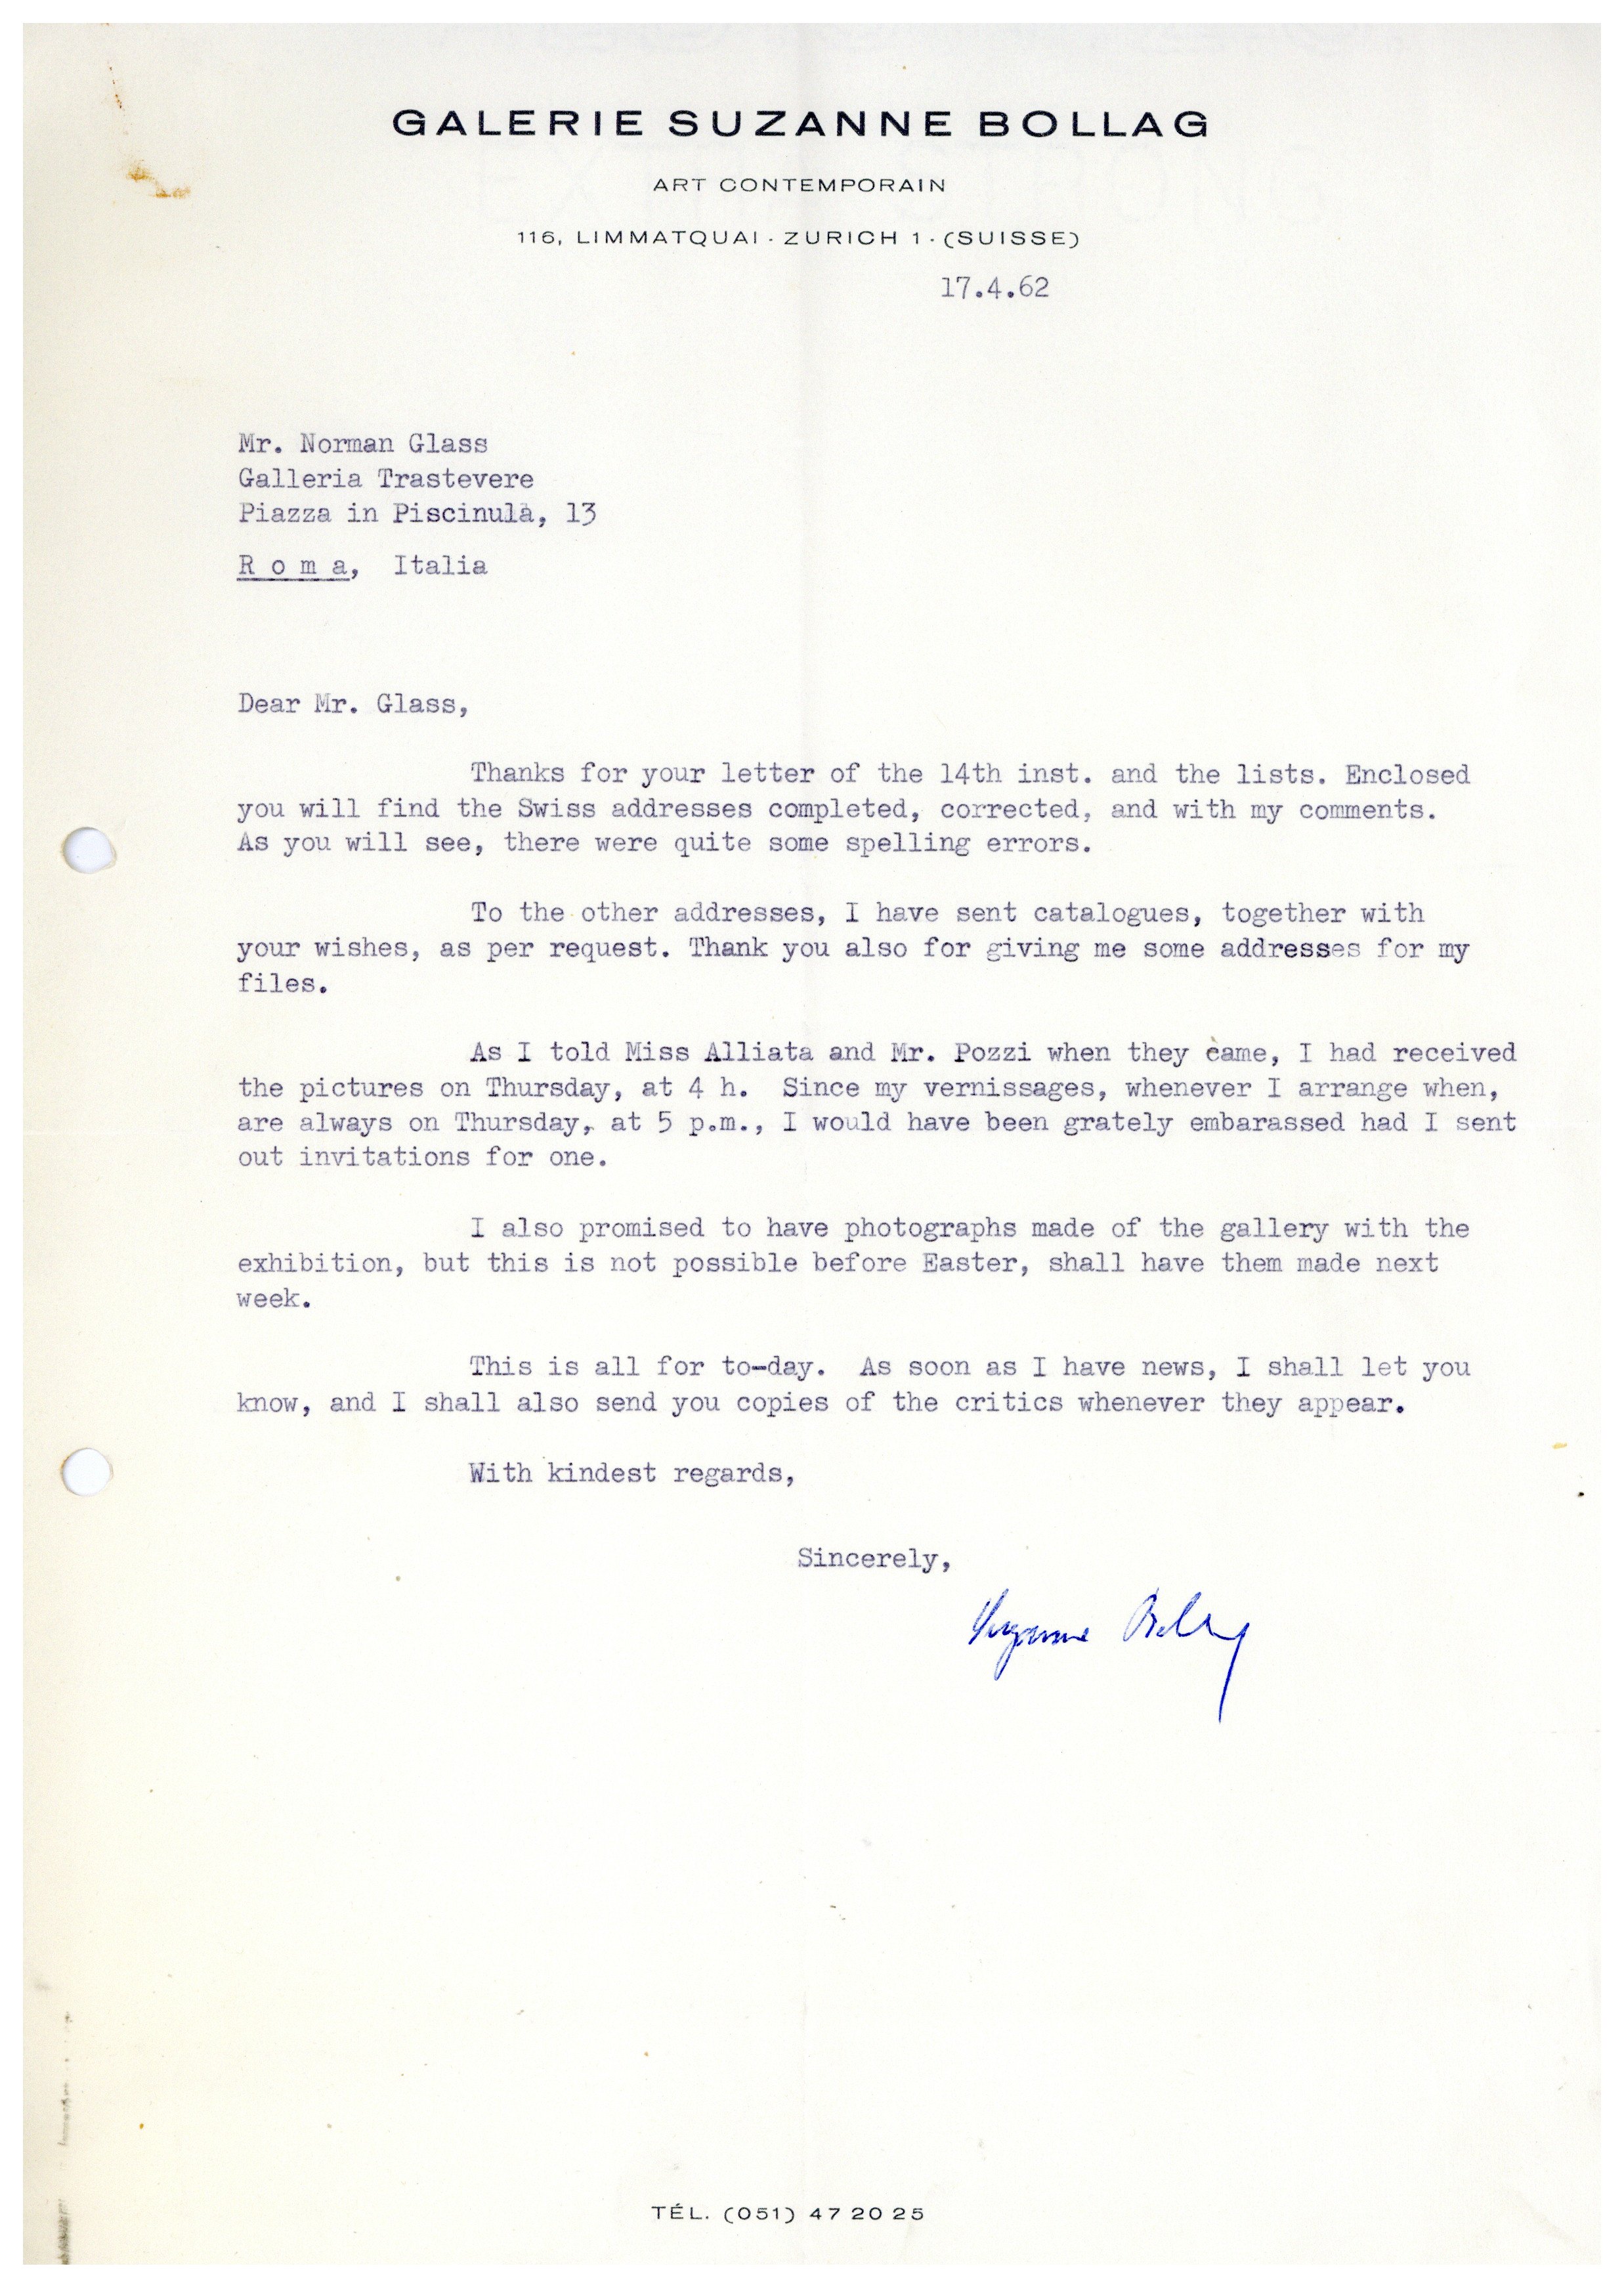 GALERIE SUZANNE BOLLAG
ART CONTEMPORAIN
116, LIMMATQUAI · ZURICH 1 · (SUISSE)
17.4.62
Mr. Norman Glass
Galleria Trastevere
Piazza in Piscinula, 13
R o m a, Italia
Dear Mr. Glass,
Thanks for your letter of the 14th inst. and the lists. Enclosed
you will find the Swiss addresses completed, corrected, and with my comments.
As you will see, there were quite some spelling errors.
To the other addresses, I have sent catalogues, together with
your wishes, as per request. Thank you also for giving me some addresses for my
files.
As I told Miss Alliata and Mr. Pozzi when they came, I had received
the pictures on Thursday, at 4 h. Since my vernissages, whenever I arrange when,
are always on Thursday, at 5 p.m., I would have been grately embarassed had I sent
out invitations for one.
I also promised to have photographs made of the gallery with the
exhibition, but this is not possible before Easter, shall have them made next
week.
This is all for to-day. As soon as I have news, I shall let you
know, and I shall also send you copies of the critics whenever they appear.
With kindest regards,
Sincerely,
Suzanne Bollag
TÉL. (051) 47 20 25